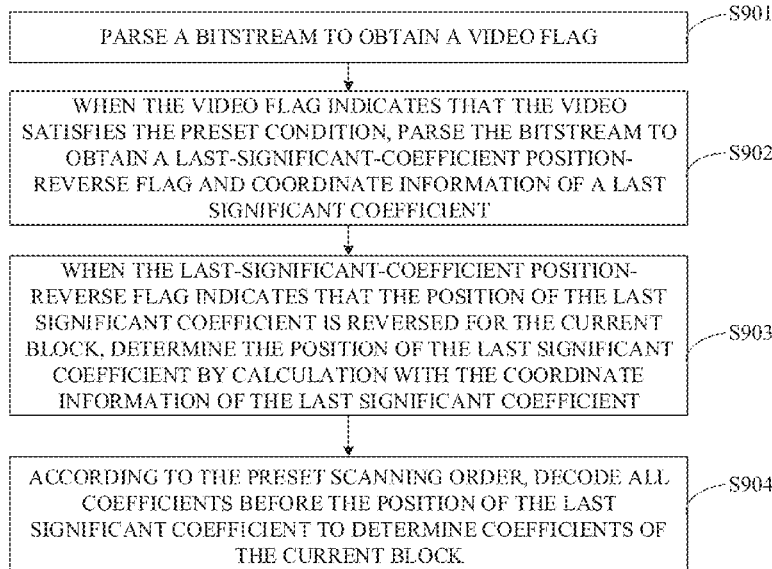 PARSE A BITSTREAM TO OBTAIN A VIDEO FLAG
S901
WHEN THE VIDEO FLAG INDICATES THAT THE VIDEO
SATISFIES THE PRESET CONDITION, PARSE THE BITSTREAM TO
OBTAIN A LAST-SIGNIFICANT-COEFFICIENT POSITION-
REVERSE FLAG AND COORDINATE INFORMATION OF A LAST
SIGNIFICANT COEFFICIENT
S902
WHEN THE LAST-SIGNIFICANT-COEFFICIENT POSITION-
REVERSE FLAG INDICATES THAT THE POSITION OF THE LAST
SIGNIFICANT COEFFICIENT IS REVERSED FOR THE CURRENT
BLOCK, DETERMINE THE POSITION OF THE LAST SIGNIFICANT
COEFFICIENT BY CALCULATION WITH THE COORDINATE
INFORMATION OF THE LAST SIGNIFICANT COEFFICIENT
S903
ACCORDING TO THE PRESET SCANNING ORDER, DECODE ALL
COEFFICIENTS BEFORE THE POSITION OF THE LAST
SIGNIFICANT COEFFICIENT TO DETERMINE COEFFICIENTS OF
THE CURRENT BLOCK
S904